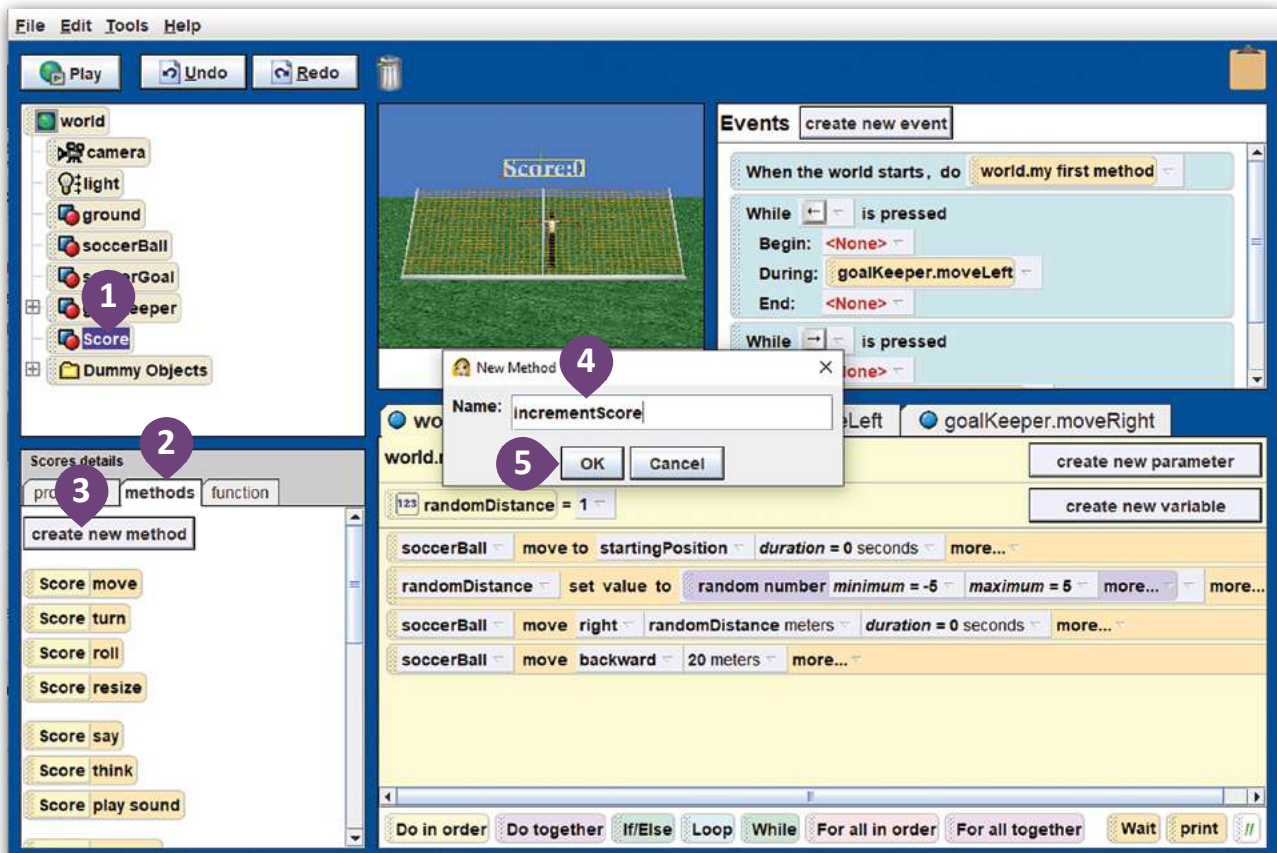 File Edit Tools Help
Play Undo Redo
world
camera
light
ground
soccerBall
1
Score
Dummy Objects
Score:0
Events create new event
When the world starts, do world.my first method
While ← is pressed
Begin: <None>
During: goalKeeper.moveLeft
End: <None>
While → is pressed
New Method 4
Name: incrementScore
5 OK Cancel
goalKeeper.moveRight
create new parameter
123 randomDistance = 1 create new variable
soccerBall move to startingPosition duration = 0 seconds more...
randomDistance set value to random number minimum = -5 maximum = 5 more... more...
soccerBall move right randomDistance meters duration = 0 seconds more...
soccerBall move backward 20 meters more...
Do in order Do together If/Else Loop While For all in order For all together Wait print //
2
Scores details
3 methods function
create new method
Score move
Score turn
Score roll
Score resize
Score say
Score think
Score play sound